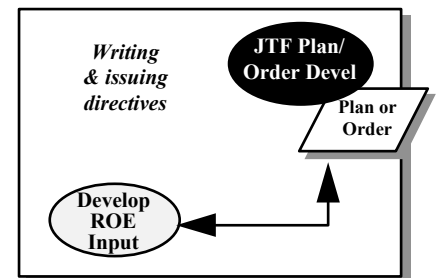 Writing
& issuing
directives
JTF Plan/
Order Devel
Plan or
Order
Develop
ROE
Input